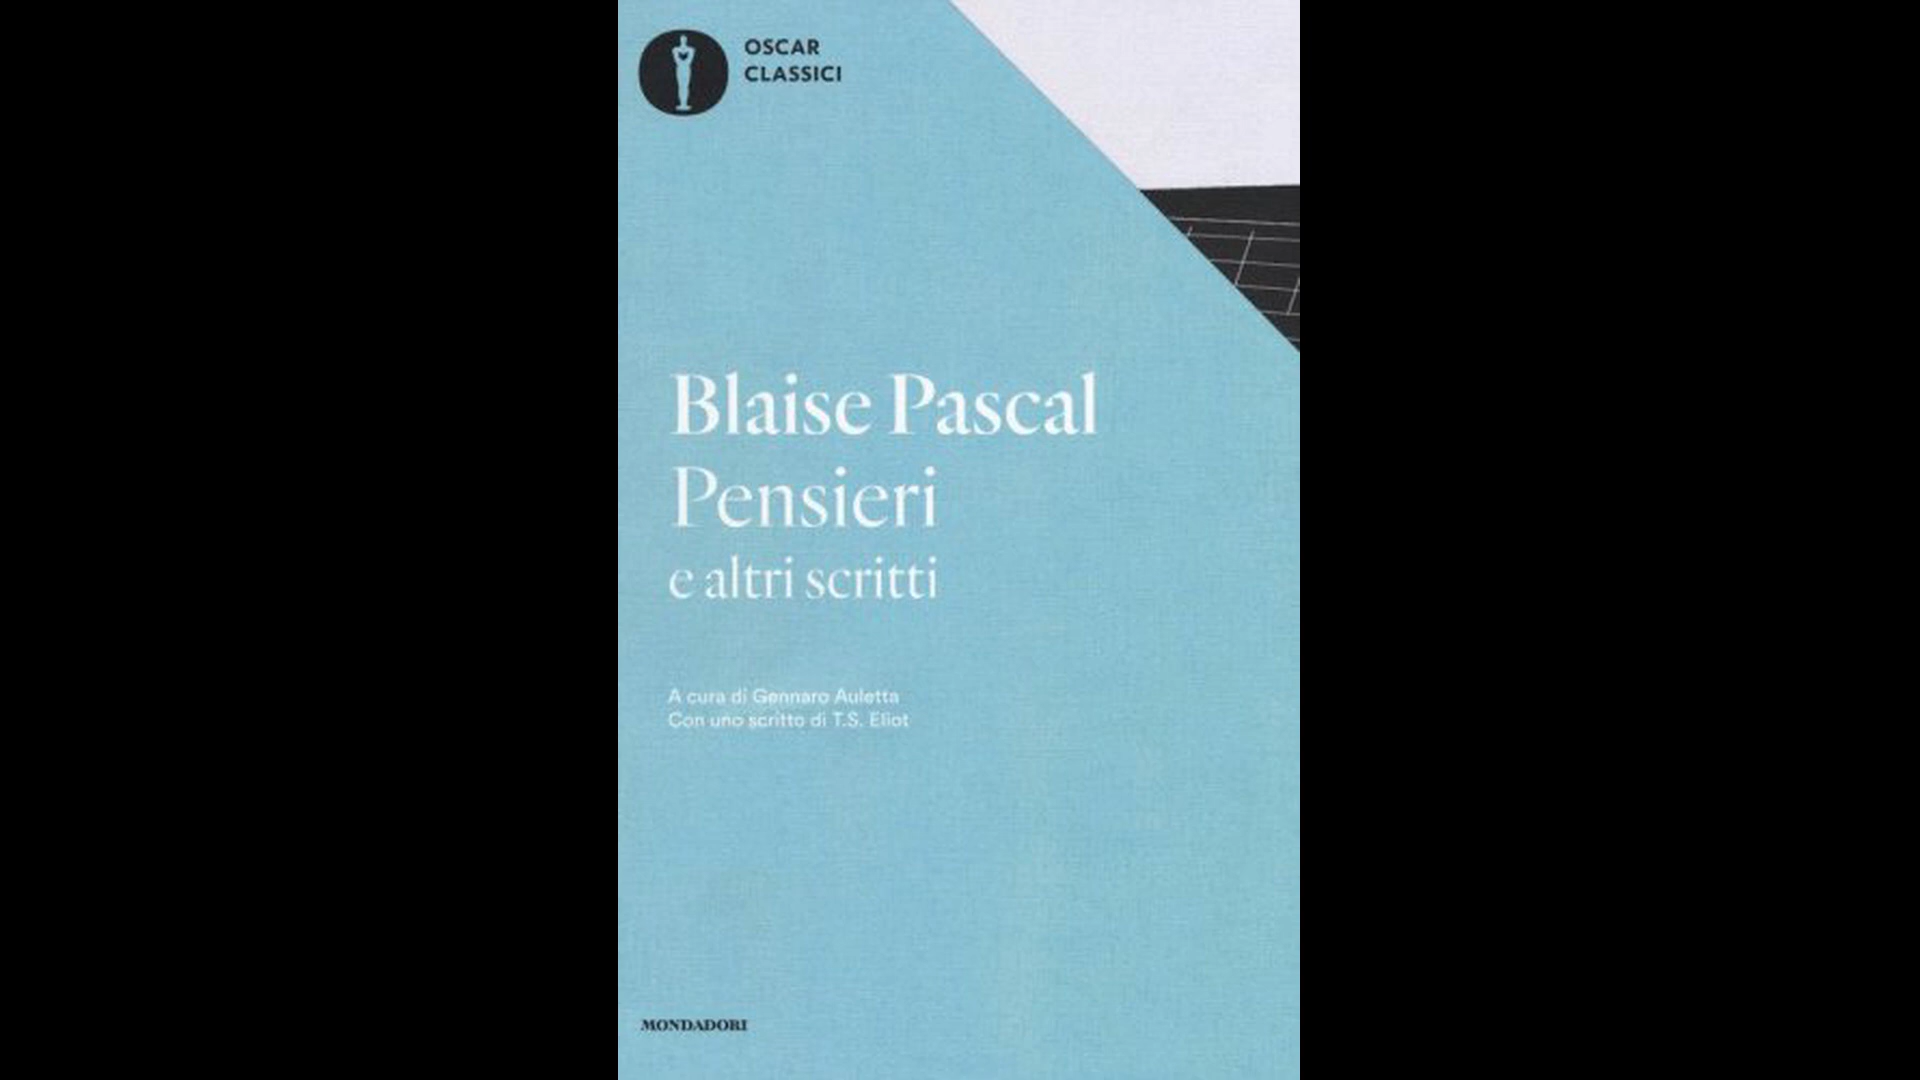 OSCAR
CLASSICI
Blaise Pascal
Pensieri
e altri scritti
A cura di Gennaro Auletta
Con uno scritto di T.S. Eliot
MONDADORI